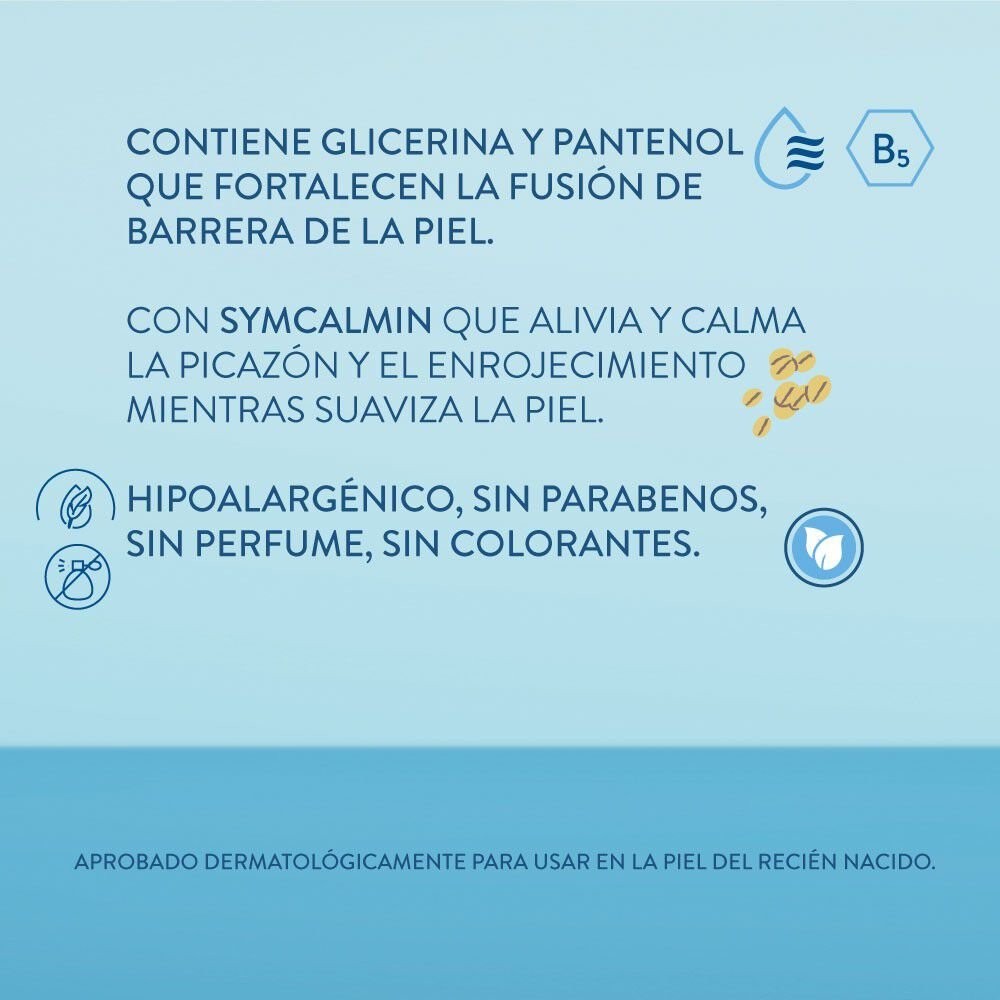 CONTIENE GLICERINA Y PANTENOL
QUE FORTALECEN LA FUSIÓN DE
BARRERA DE LA PIEL.
B5
CON SYMCALMIN QUE ALIVIA Y CALMA
LA PICAZÓN Y EL ENROJECIMIENTO
MIENTRAS SUAVIZA LA PIEL.
HIPOALARGÉNICO, SIN PARABENOS,
SIN PERFUME, SIN COLORANTES.
APROBADO DERMATOLÓGICAMENTE PARA USAR EN LA PIEL DEL RECIÉN NACIDO.